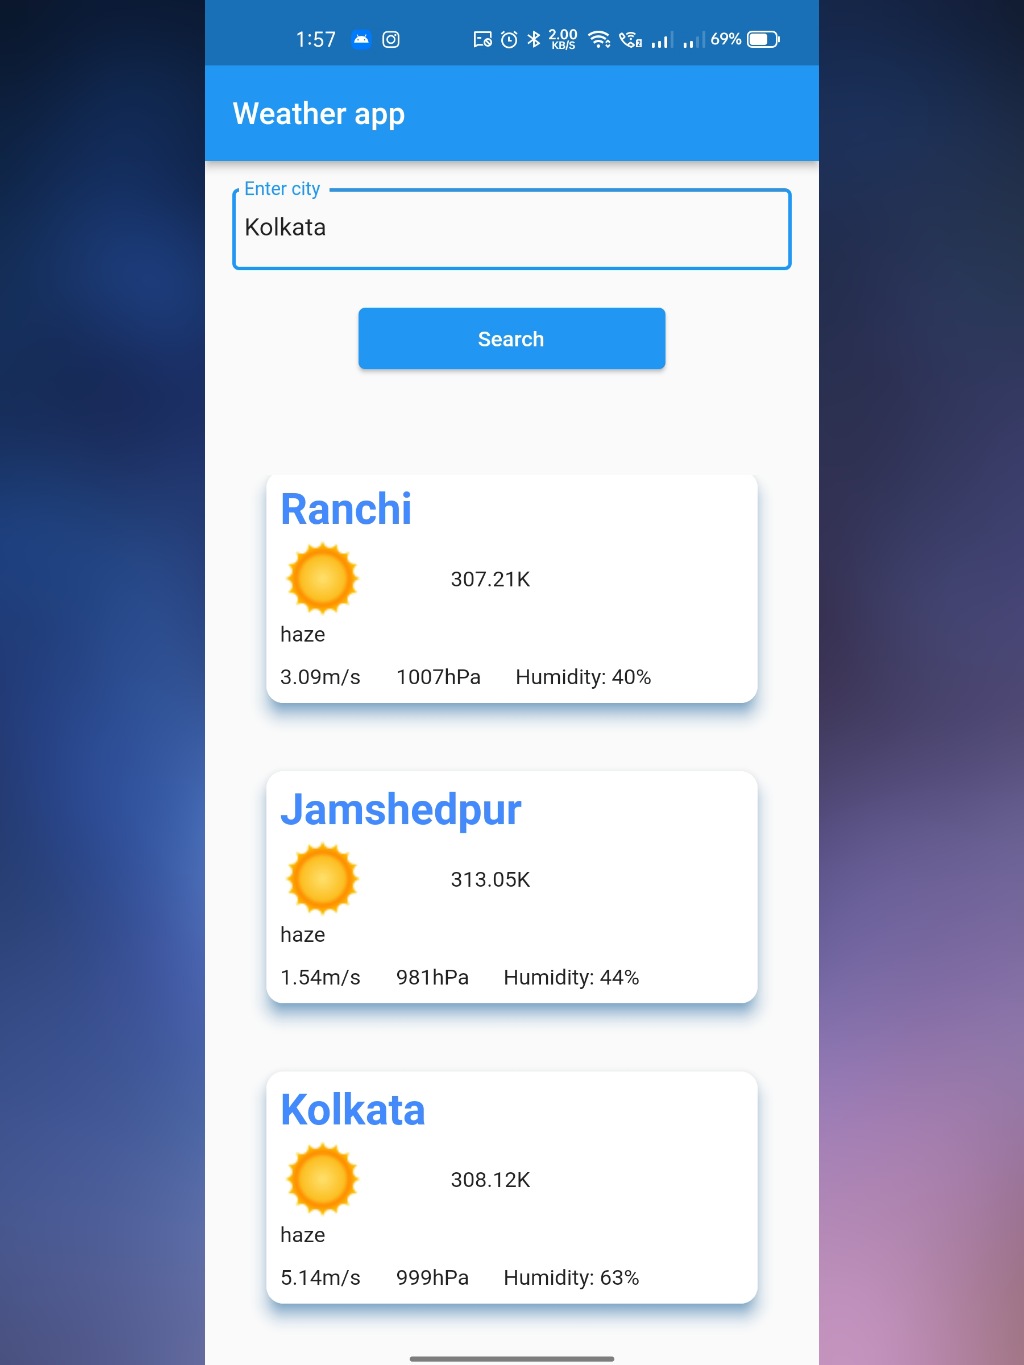 1:57 2.00 KB/S 69%
Weather app
Enter city
Kolkata
Search
Ranchi
307.21K
haze
3.09m/s 1007hPa Humidity: 40%
Jamshedpur
313.05K
haze
1.54m/s 981hPa Humidity: 44%
Kolkata
308.12K
haze
5.14m/s 999hPa Humidity: 63%